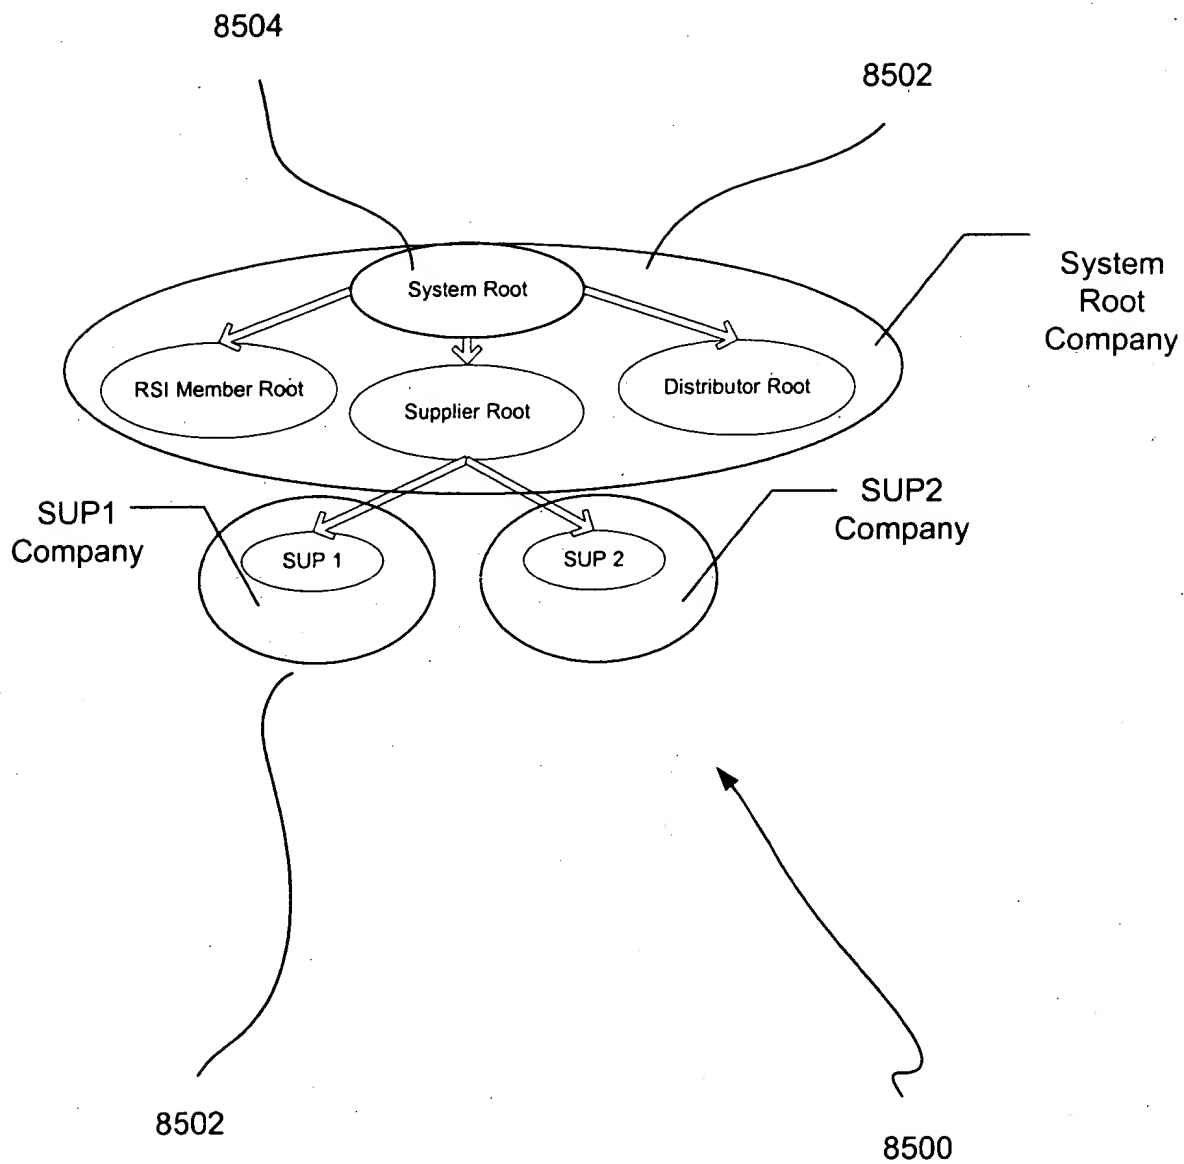 8504
8502
System Root
System
Root
Company
RSI Member Root
Supplier Root
Distributor Root
SUP1
Company
SUP2
Company
SUP 1
SUP 2
8502
8500